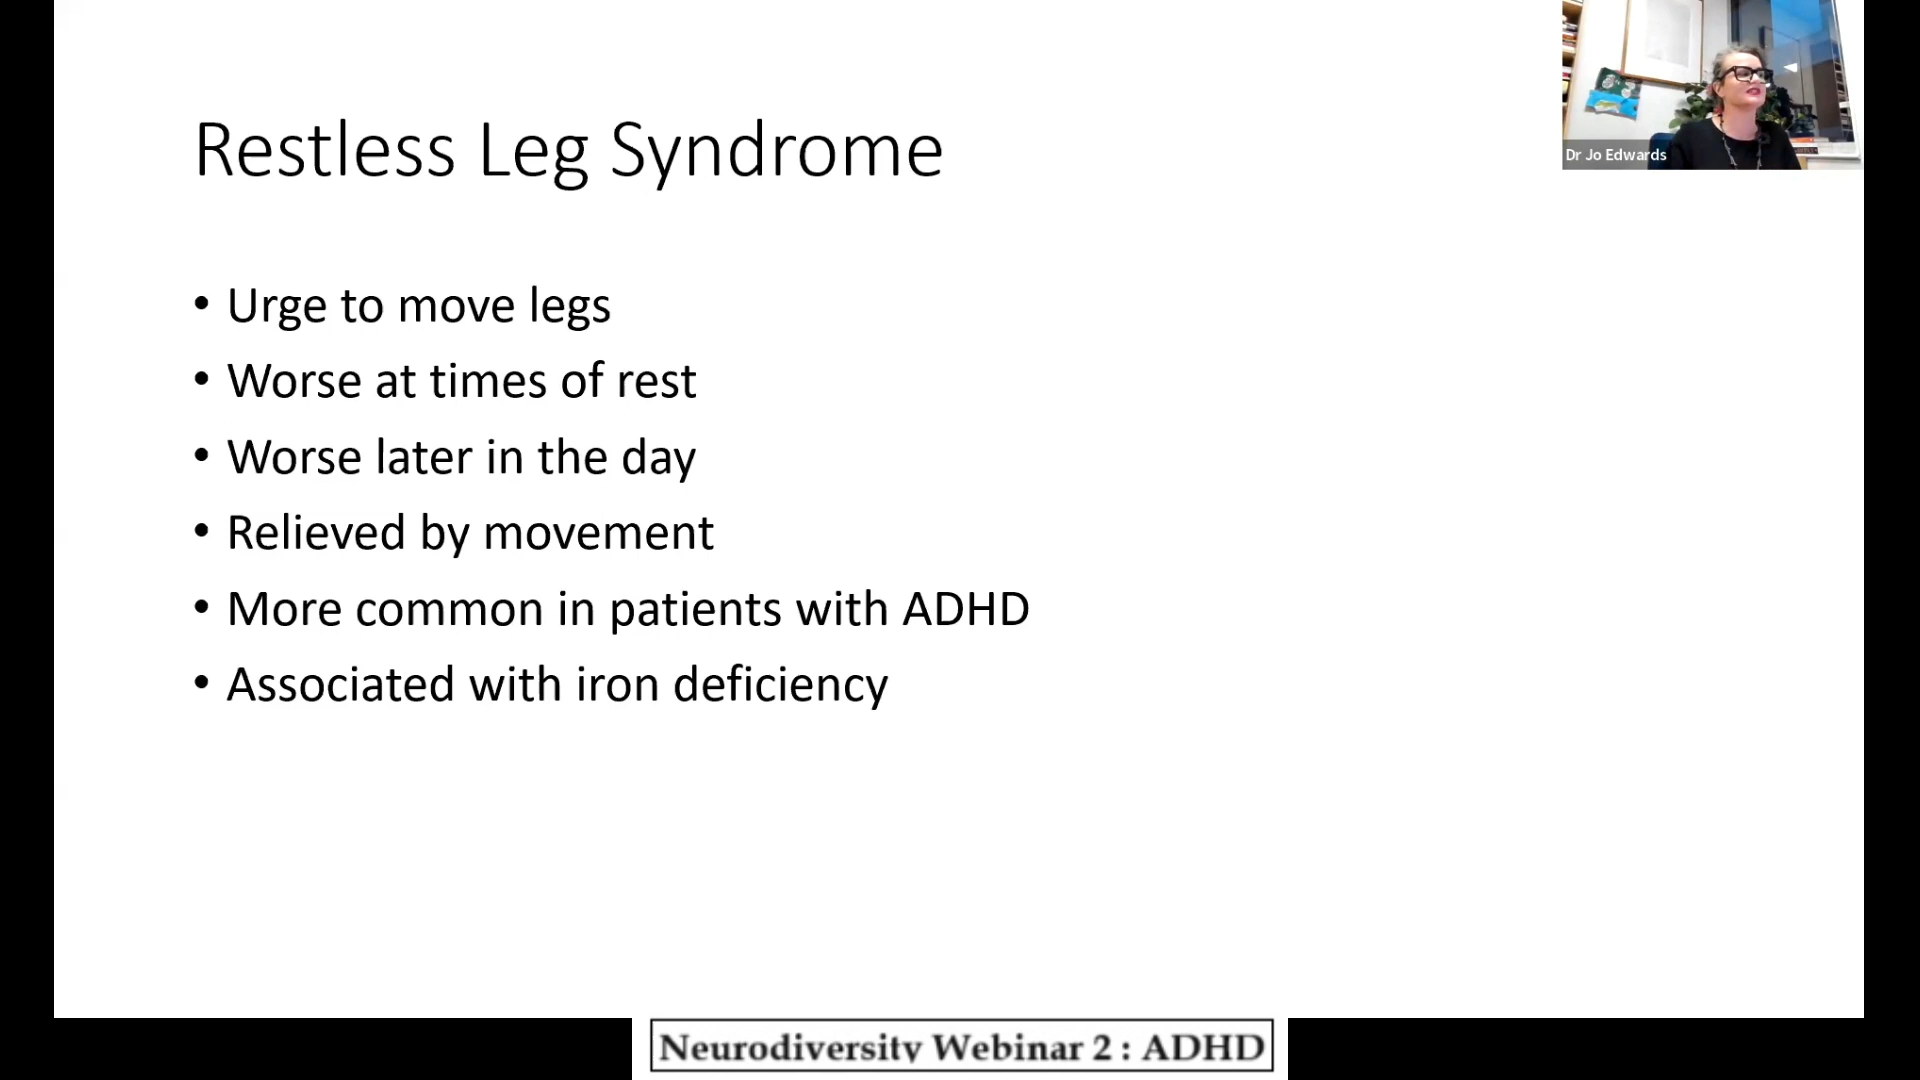 Restless Leg Syndrome
Dr Jo Edwards
• Urge to move legs
• Worse at times of rest
• Worse later in the day
• Relieved by movement
• More common in patients with ADHD
• Associated with iron deficiency
Neurodiversity Webinar 2 : ADHD